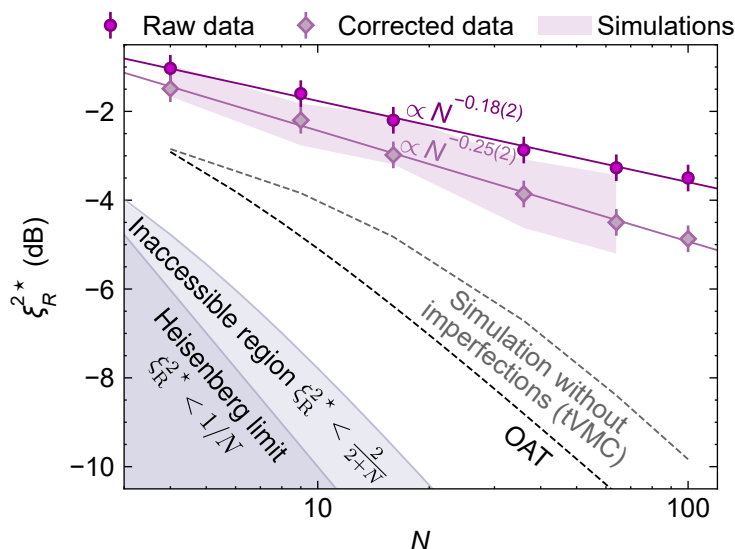 Raw data Corrected data Simulations
−2
−4
−6
−8
−10
ξ_R^{2⋆} (dB)
∝ N^{−0.18(2)}
∝ N^{−0.25(2)}
Inaccessible region ξ_R^{2⋆} < \frac{2}{2+N}
Heisenberg limit
ξ_R^{2⋆} < 1/N
Simulation without
imperfections (tVMC)
OAT
10 100
N